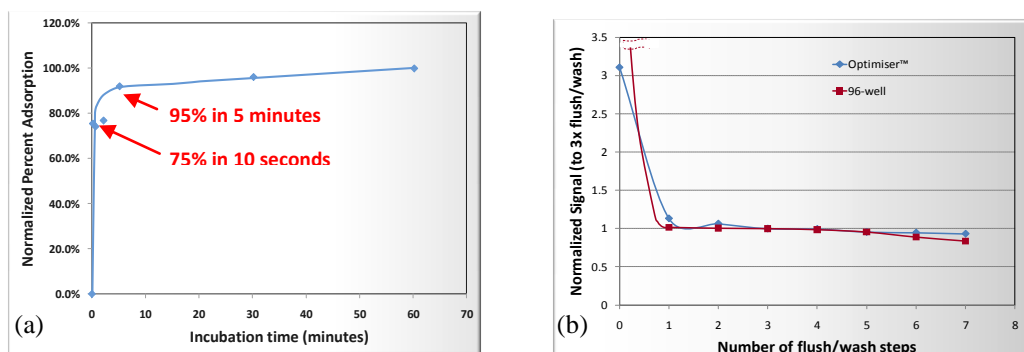 120.0%
100.0%
80.0%
60.0%
40.0%
20.0%
0.0%
Normalized Percent Adsorption
95% in 5 minutes
75% in 10 seconds
0 10 20 30 40 50 60 70
Incubation time (minutes)
(a)
3.5
3
2.5
2
1.5
1
0.5
0
Normalized Signal (to 3x flush/wash)
Optimiser™
96-well
0 1 2 3 4 5 6 7 8
Number of flush/wash steps
(b)